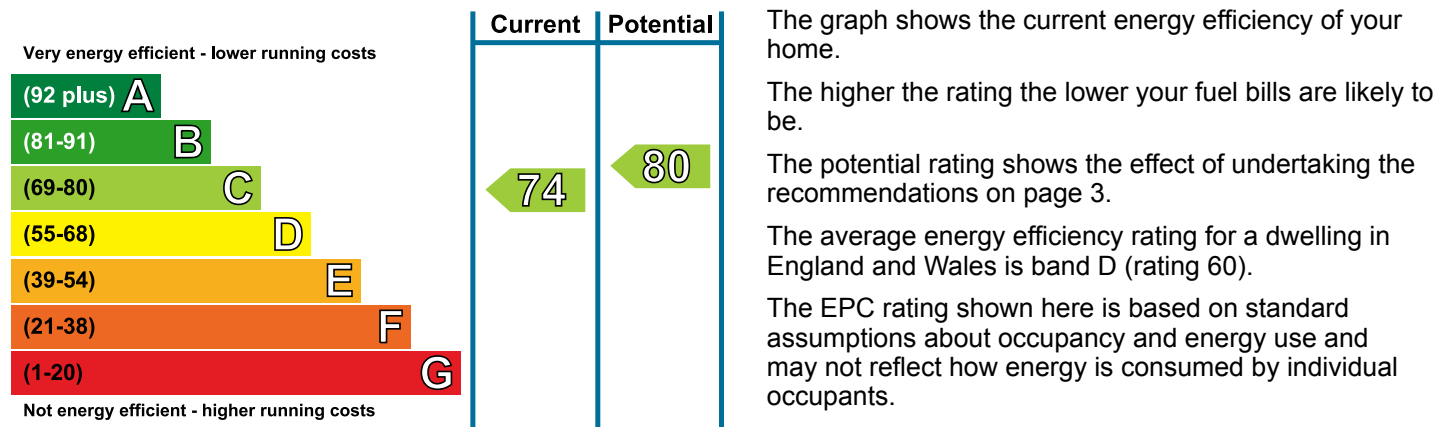 Current Potential
Very energy efficient - lower running costs
(92 plus) A
(81-91) B
(69-80) C
(55-68) D
(39-54) E
(21-38) F
(1-20) G
Not energy efficient - higher running costs
74
80
The graph shows the current energy efficiency of your
home.
The higher the rating the lower your fuel bills are likely to
be.
The potential rating shows the effect of undertaking the
recommendations on page 3.
The average energy efficiency rating for a dwelling in
England and Wales is band D (rating 60).
The EPC rating shown here is based on standard
assumptions about occupancy and energy use and
may not reflect how energy is consumed by individual
occupants.